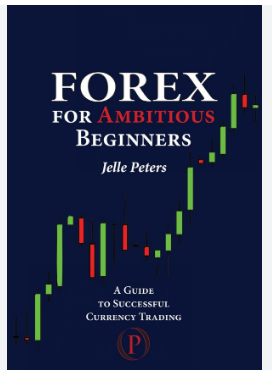 FOREX
FOR AMBITIOUS
BEGINNERS
Jelle Peters
A GUIDE
TO SUCCESSFUL
CURRENCY TRADING
P